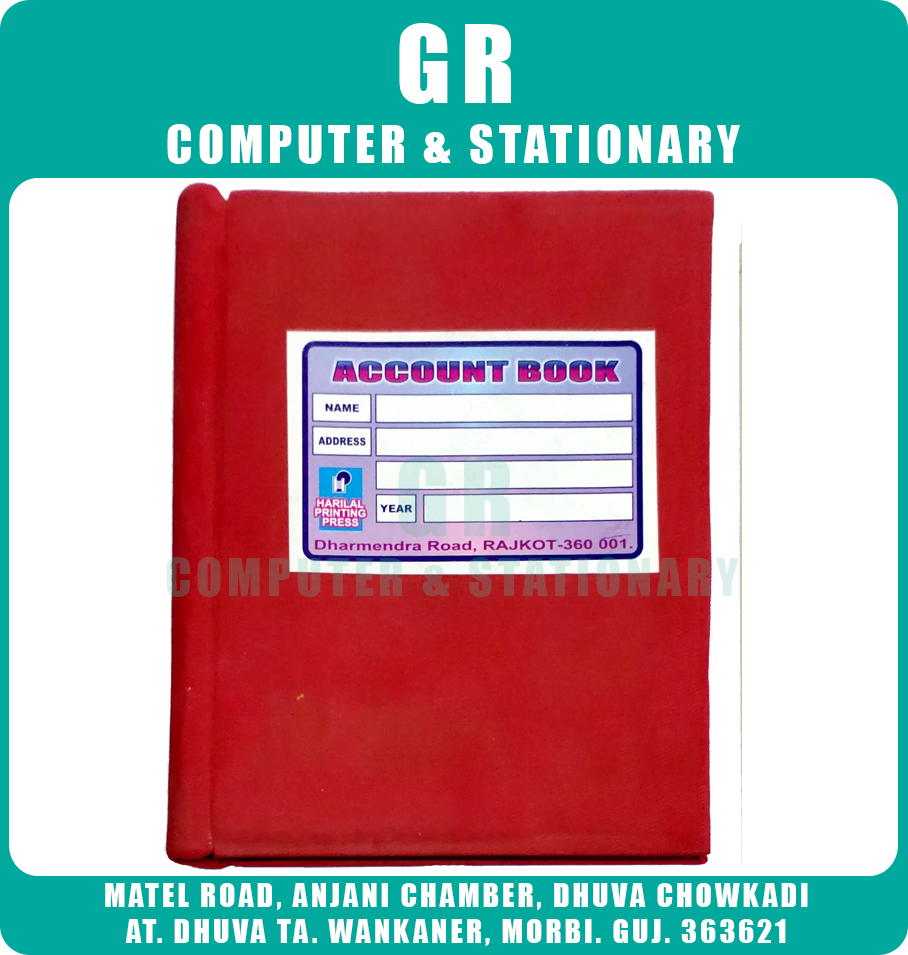 GR
COMPUTER & STATIONARY
ACCOUNT BOOK
NAME
ADDRESS
HARILAL
PRINTING
PRESS
YEAR
Dharmendra Road, RAJKOT-360 001.
GR
COMPUTER & STATIONARY
MATEL ROAD, ANJANI CHAMBER, DHUVA CHOWKADI
AT. DHUVA TA. WANKANER, MORBI. GUJ. 363621